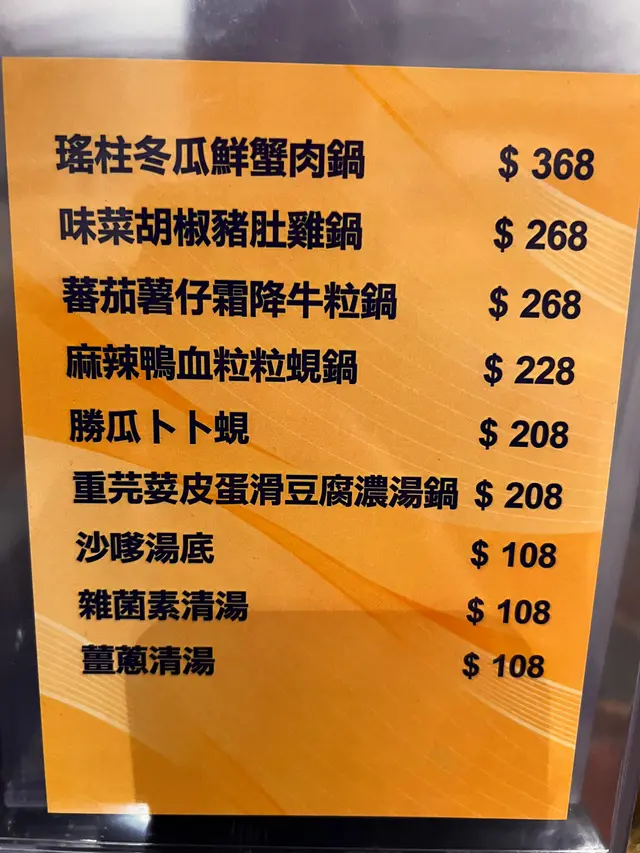 瑤柱冬瓜鮮蟹肉鍋 $ 368
味菜胡椒豬肚雞鍋 $ 268
蕃茄薯仔霜降牛粒鍋 $ 268
麻辣鴨血粒粒蜆鍋 $ 228
勝瓜卜卜蜆 $ 208
重芫荽皮蛋滑豆腐濃湯鍋 $ 208
沙嗲湯底 $ 108
雜菌素清湯 $ 108
薑蔥清湯 $ 108